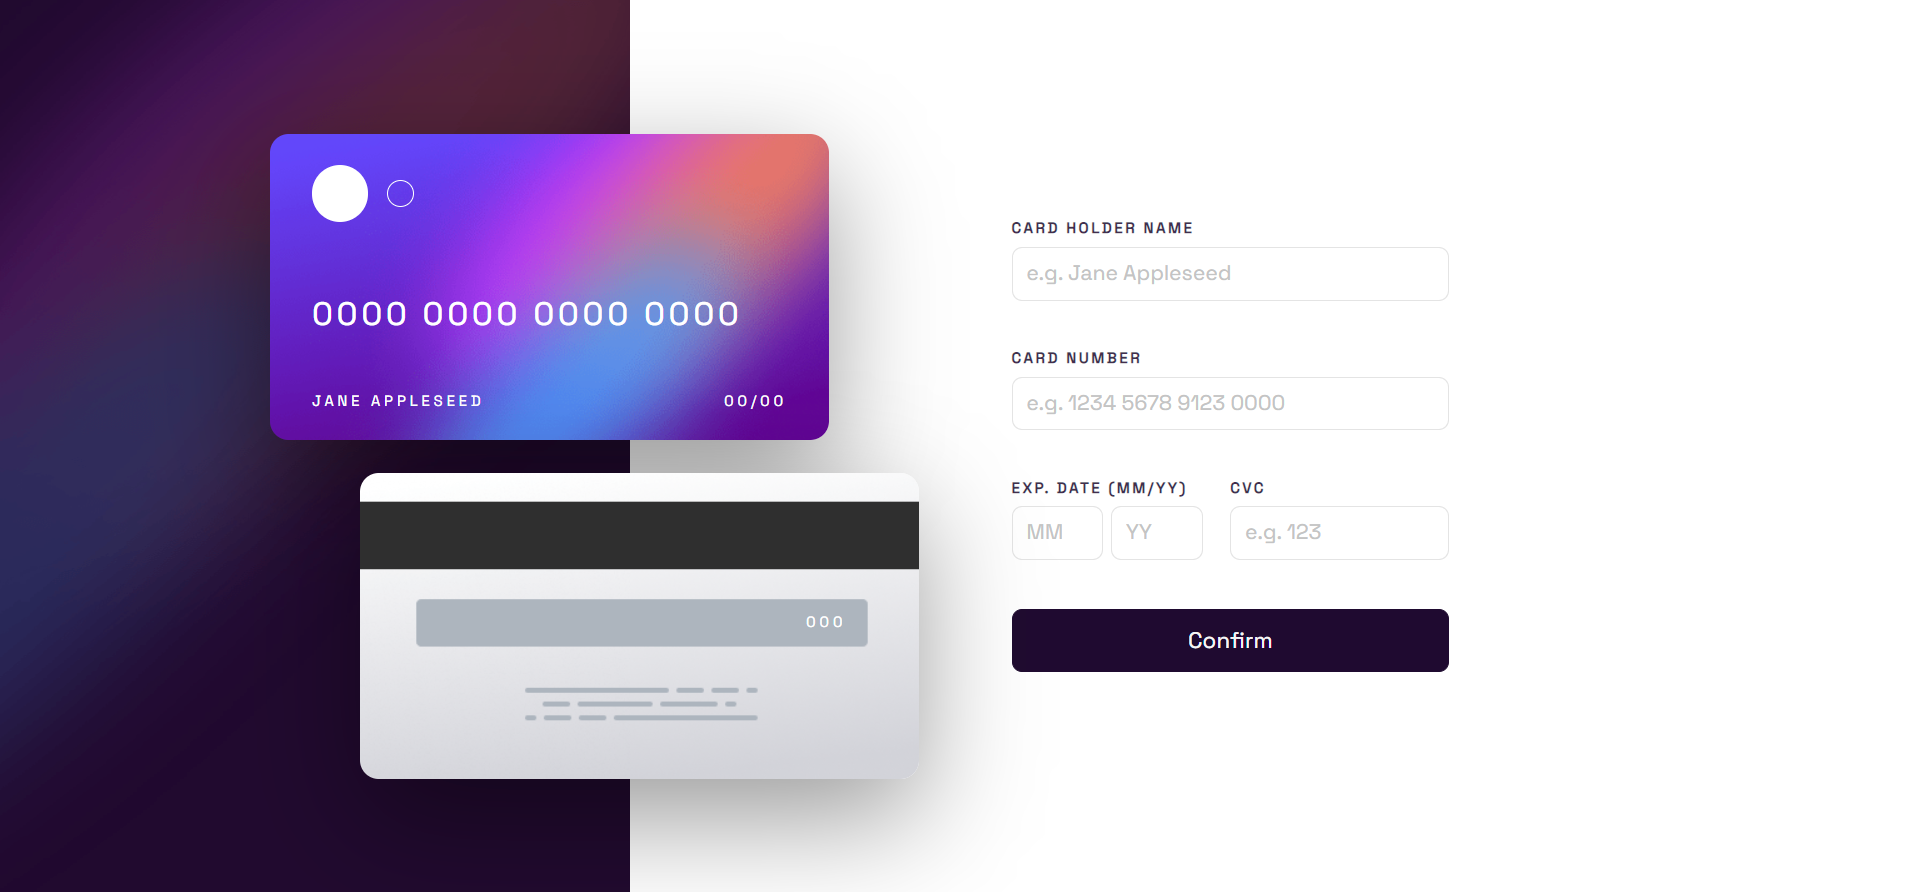 0000 0000 0000 0000
JANE APPLESEED 00/00
000
CARD HOLDER NAME
e.g. Jane Appleseed
CARD NUMBER
e.g. 1234 5678 9123 0000
EXP. DATE (MM/YY) CVC
MM YY e.g. 123
Confirm